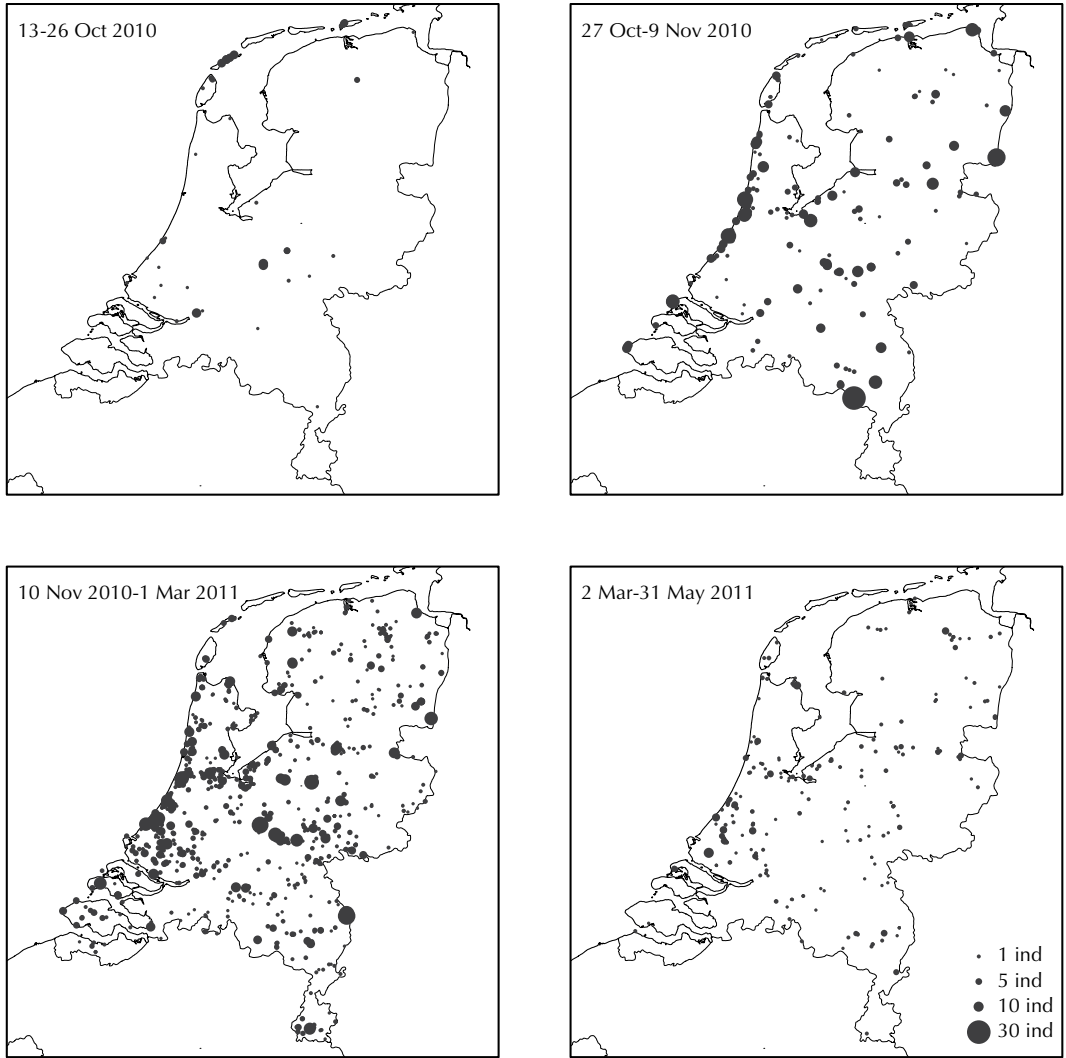 13-26 Oct 2010
27 Oct-9 Nov 2010
10 Nov 2010-1 Mar 2011
2 Mar-31 May 2011
1 ind
5 ind
10 ind
30 ind